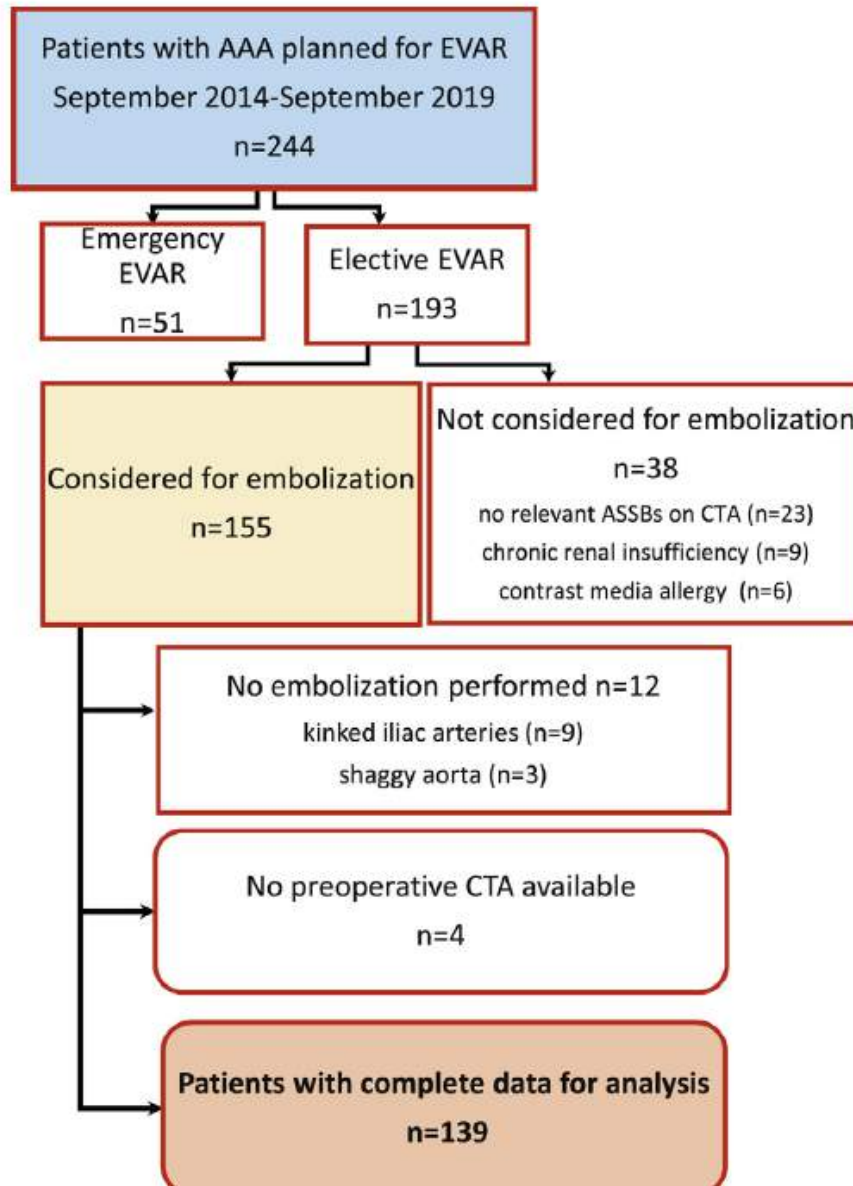 Patients with AAA planned for EVAR
September 2014-September 2019
n=244
Emergency
EVAR
n=51
Elective EVAR
n=193
Considered for embolization
n=155
Not considered for embolization
n=38
no relevant ASSBs on CTA (n=23)
chronic renal insufficiency (n=9)
contrast media allergy (n=6)
No embolization performed n=12
kinked iliac arteries (n=9)
shaggy aorta (n=3)
No preoperative CTA available
n=4
Patients with complete data for analysis
n=139